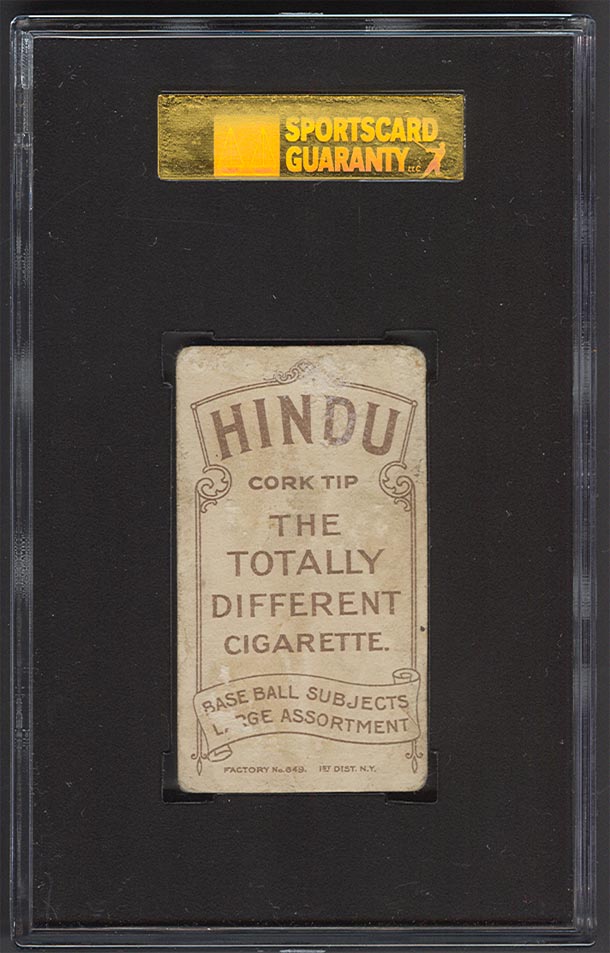 SPORTSCARD
GUARANTY LLC
HINDU
CORK TIP
THE
TOTALLY
DIFFERENT
CIGARETTE.
BASE BALL SUBJECTS
LARGE ASSORTMENT
FACTORY No. 649. 1ST DIST. N.Y.